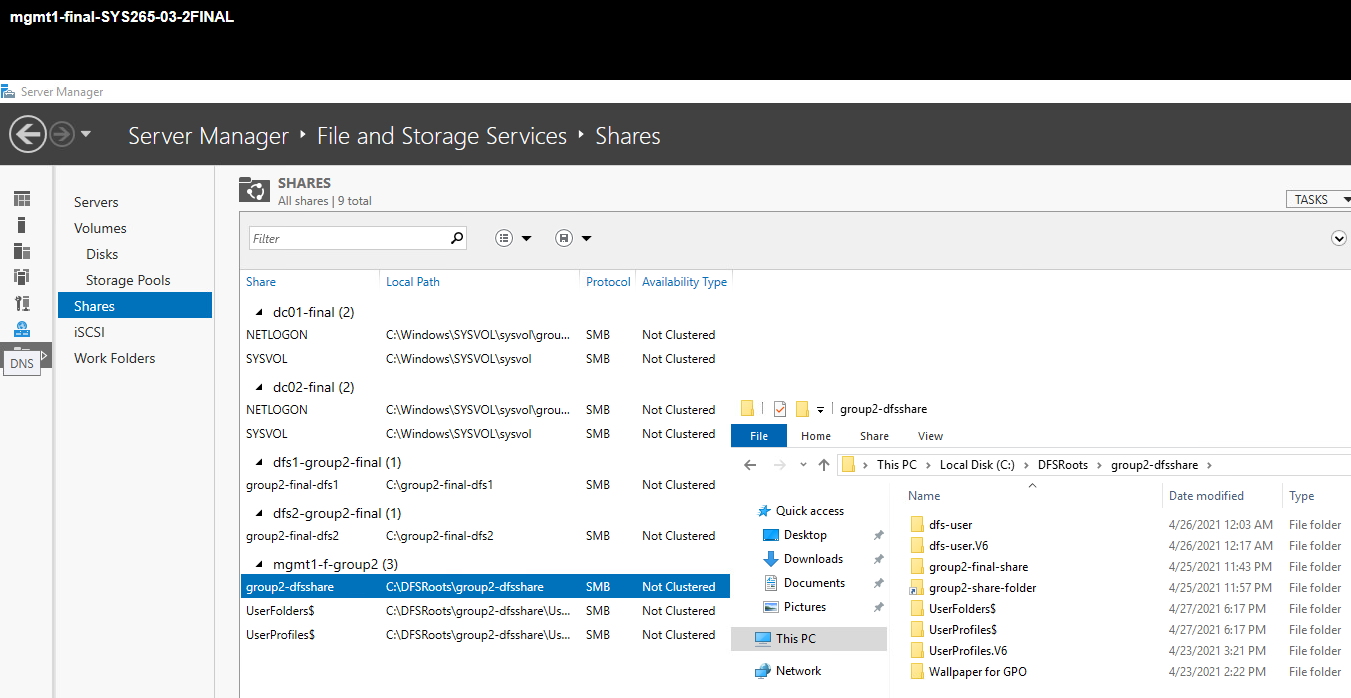 mgmt1-final-SYS265-03-2FINAL
Server Manager
Server Manager ‣ File and Storage Services ‣ Shares
Servers
Volumes
Disks
Storage Pools
Shares
iSCSI
Work Folders
DNS
SHARES
All shares | 9 total
TASKS
Filter
Share Local Path Protocol Availability Type
dc01-final (2)
NETLOGON C:\Windows\SYSVOL\sysvol\grou... SMB Not Clustered
SYSVOL C:\Windows\SYSVOL\sysvol SMB Not Clustered
dc02-final (2)
NETLOGON C:\Windows\SYSVOL\sysvol\grou... SMB Not Clustered
SYSVOL C:\Windows\SYSVOL\sysvol SMB Not Clustered
dfs1-group2-final (1)
group2-final-dfs1 C:\group2-final-dfs1 SMB Not Clustered
dfs2-group2-final (1)
group2-final-dfs2 C:\group2-final-dfs2 SMB Not Clustered
mgmt1-f-group2 (3)
group2-dfsshare C:\DFSRoots\group2-dfsshare SMB Not Clustered
UserFolders$ C:\DFSRoots\group2-dfsshare\Us... SMB Not Clustered
UserProfiles$ C:\DFSRoots\group2-dfsshare\Us... SMB Not Clustered
group2-dfsshare
File Home Share View
This PC > Local Disk (C:) > DFSRoots > group2-dfsshare >
Quick access
Desktop
Downloads
Documents
Pictures
This PC
Network
Name Date modified Type
dfs-user 4/26/2021 12:03 AM File folder
dfs-user.V6 4/26/2021 12:17 AM File folder
group2-final-share 4/25/2021 11:43 PM File folder
group2-share-folder 4/25/2021 11:57 PM File folder
UserFolders$ 4/27/2021 6:17 PM File folder
UserProfiles$ 4/27/2021 6:17 PM File folder
UserProfiles.V6 4/23/2021 3:21 PM File folder
Wallpaper for GPO 4/23/2021 2:22 PM File folder